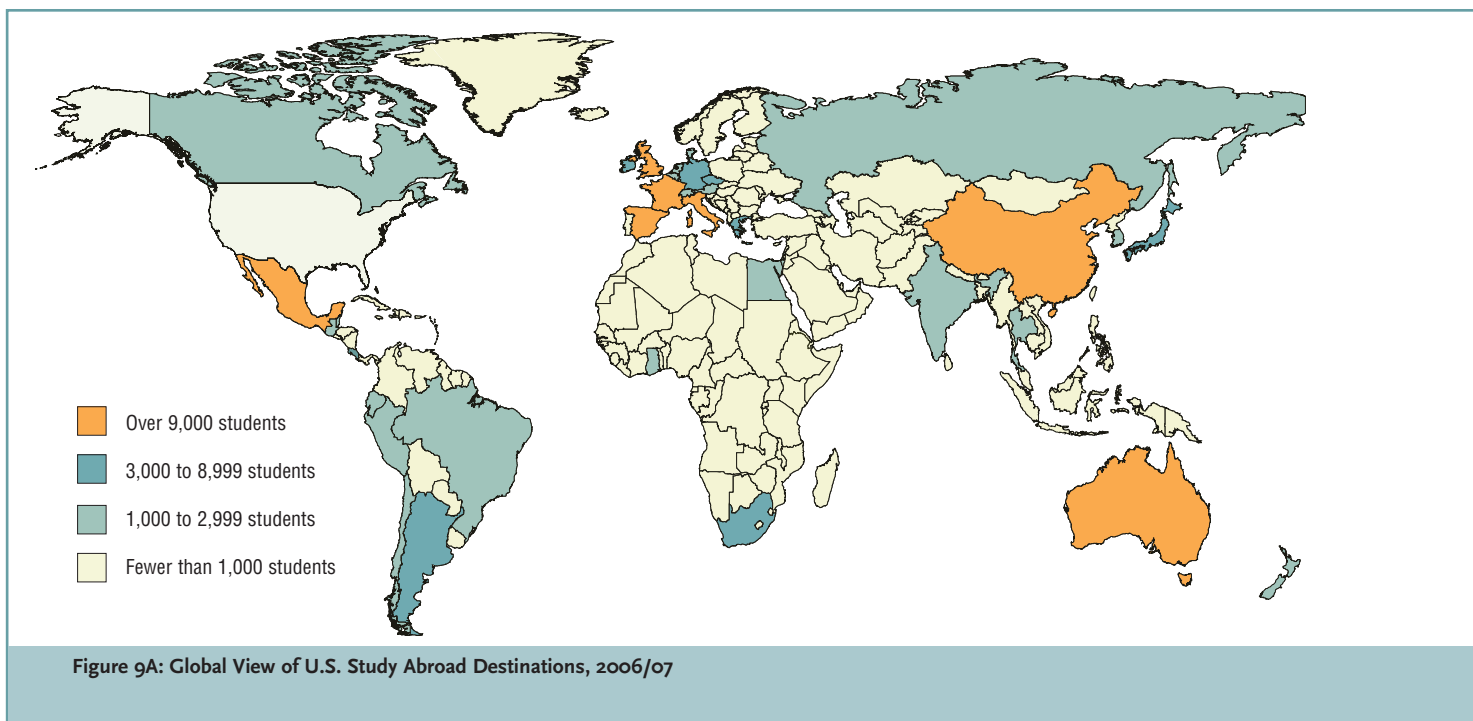 Over 9,000 students
3,000 to 8,999 students
1,000 to 2,999 students
Fewer than 1,000 students
Figure 9A: Global View of U.S. Study Abroad Destinations, 2006/07